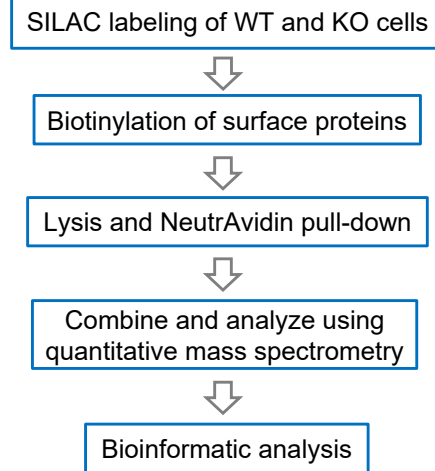 SILAC labeling of WT and KO cells
Biotinylation of surface proteins
Lysis and NeutrAvidin pull-down
Combine and analyze using
quantitative mass spectrometry
Bioinformatic analysis